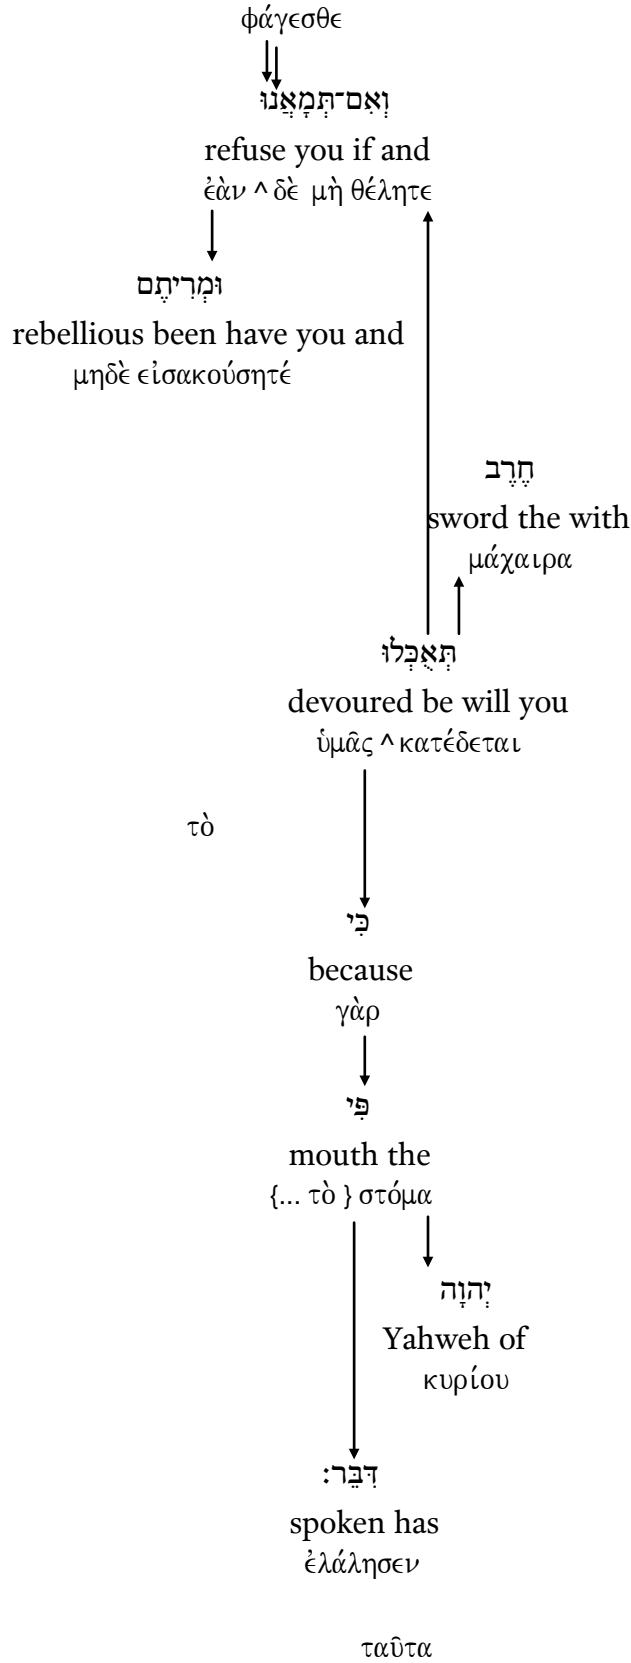 φάγεσθε
וְאִם־תְּמָאֲנוּ
refuse you if and
ἐὰν ^ δὲ μὴ θέλητε
וּמְרִיתֶם
rebellious been have you and
μηδὲ εἰσακούσητέ
חֶרֶב
sword the with
μάχαιρα
תְּאֻכְּלוּ
devoured be will you
ὑμᾶς ^ κατέδεται
τὸ
כִּי
because
γὰρ
פִּי
mouth the
{... τὸ } στόμα
יְהוָה
Yahweh of
κυρίου
דִּבֵּר׃
spoken has
ἐλάλησεν
ταῦτα